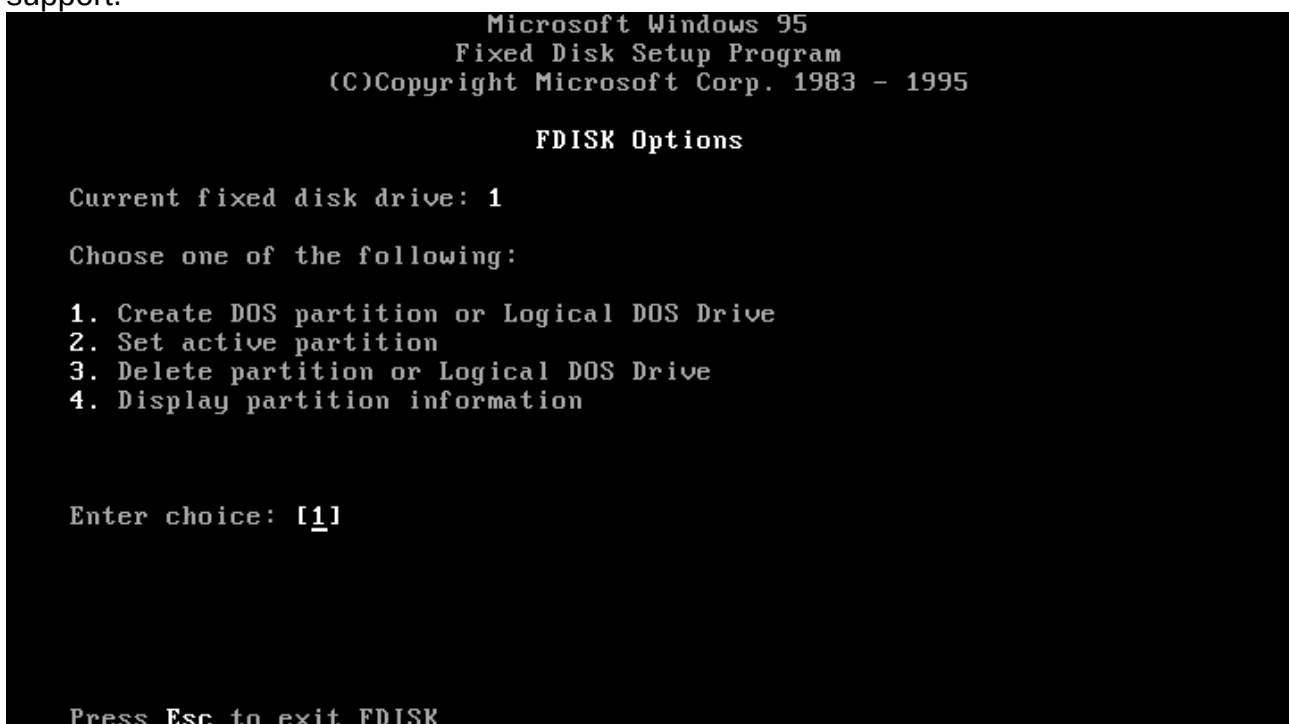 support.
Microsoft Windows 95
Fixed Disk Setup Program
(C)Copyright Microsoft Corp. 1983 - 1995
FDISK Options
Current fixed disk drive: 1
Choose one of the following:
1. Create DOS partition or Logical DOS Drive
2. Set active partition
3. Delete partition or Logical DOS Drive
4. Display partition information
Enter choice: [1]
Press Esc to exit FDISK